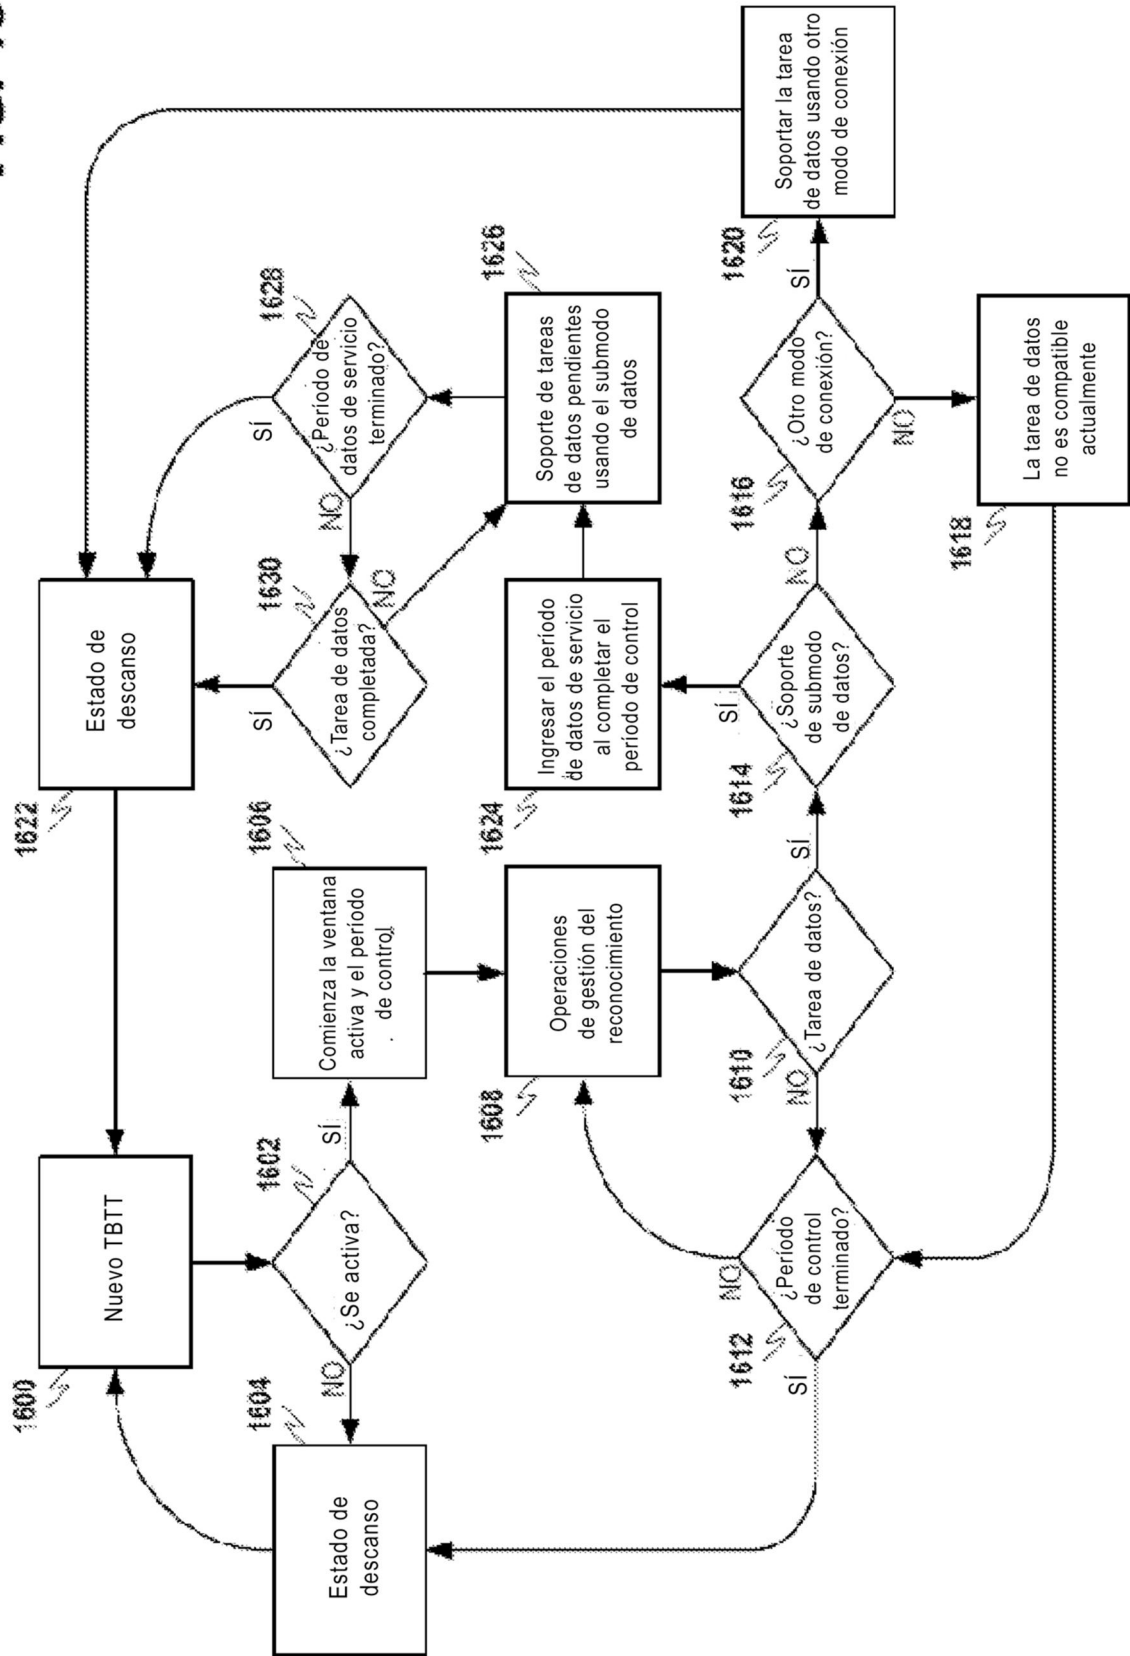 1600
Nuevo TBTT
1622
Estado de
descanso
1604
Estado de
descanso
NO
1602
¿Se activa?
SÍ
1606
Comienza la ventana
activa y el período
de control
1630
¿Tarea de datos
completada?
SÍ
NO
1628
¿Período de
datos de servicio
terminado?
SÍ
NO
1608
Operaciones
de gestión del
reconocimiento
1624
Ingresar el período
de datos de servicio
al completar el
período de control
1626
Soporte de tareas
de datos pendientes
usando el submodo
de datos
1612
¿Período
de control
terminado?
SÍ
NO
1610
¿Tarea de datos?
NO
SÍ
1614
¿Soporte
de submodo
de datos?
SÍ
NO
1616
¿Otro modo
de conexión?
SÍ
NO
1620
Soportar la tarea
de datos usando otro
modo de conexión
1618
La tarea de datos
no es compatible
actualmente